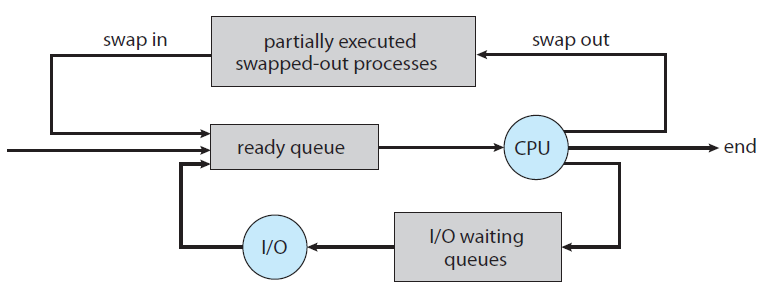 swap in
partially executed
swapped-out processes
swap out
ready queue
CPU
end
I/O
I/O waiting
queues